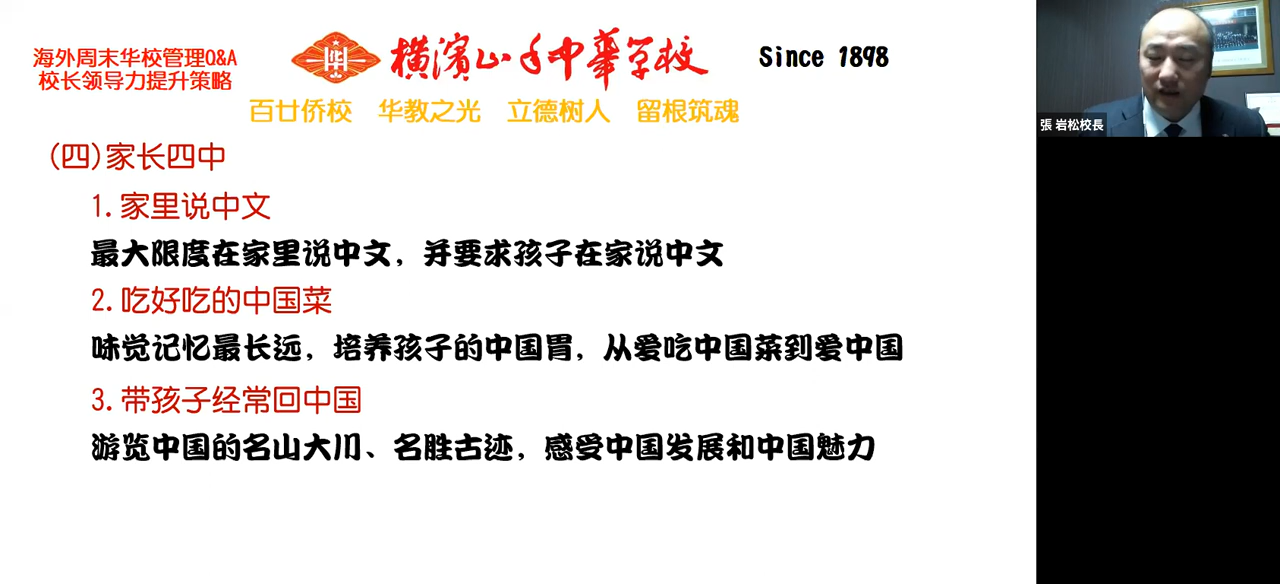 海外周末华校管理Q&A
校长领导力提升策略
华
横濱山手中華学校
Since 1898
百廿侨校 华教之光 立德树人 留根筑魂
(四)家长四中
1.家里说中文
最大限度在家里说中文，并要求孩子在家说中文
2.吃好吃的中国菜
味觉记忆最长远，培养孩子的中国胃，从爱吃中国菜到爱中国
3.带孩子经常回中国
游览中国的名山大川、名胜古迹，感受中国发展和中国魅力
張 岩松校長